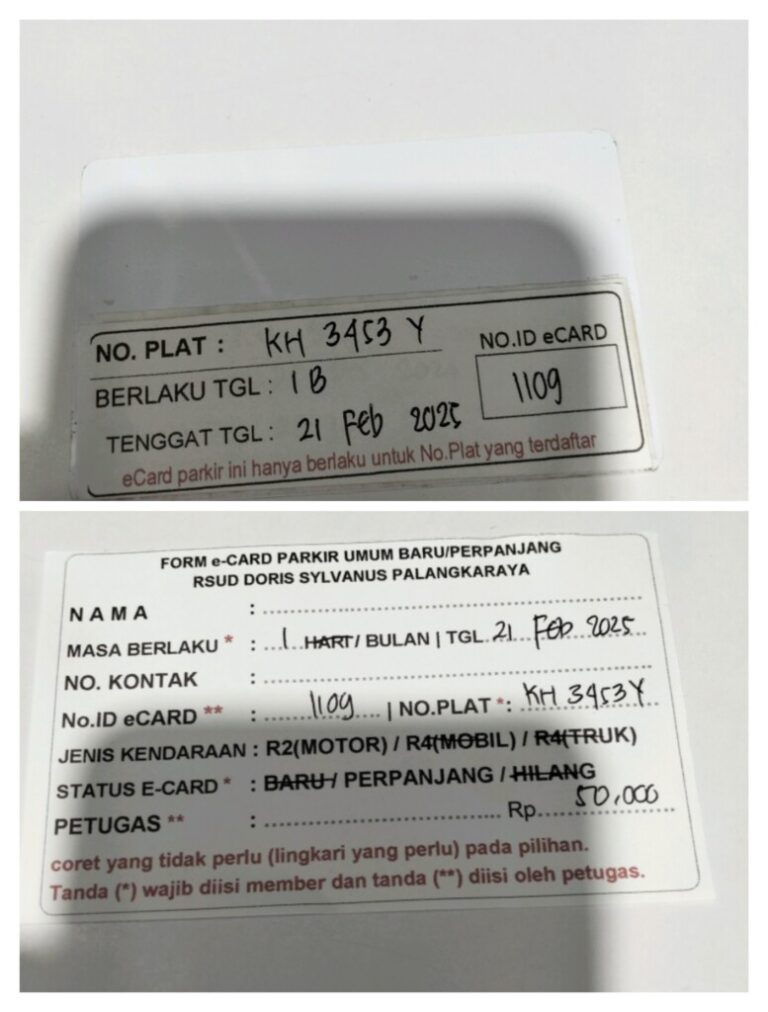 NO. PLAT : KH 3453 Y
NO.ID eCARD
BERLAKU TGL : 1 B
1109
TENGGAT TGL : 21 Feb 2025
eCard parkir ini hanya berlaku untuk No.Plat yang terdaftar
FORM e-CARD PARKIR UMUM BARU/PERPANJANG
RSUD DORIS SYLVANUS PALANGKARAYA
NAMA : 
MASA BERLAKU * : 1 HARI / BULAN | TGL. 21 Feb 2025
NO. KONTAK :
No.ID eCARD ** : 1109 | NO.PLAT *: KH 3453 Y
JENIS KENDARAAN : R2(MOTOR) / R4(MOBIL) / R4(TRUK)
STATUS E-CARD * : BARU / PERPANJANG / HILANG
PETUGAS ** : Rp. 50,000
coret yang tidak perlu (lingkari yang perlu) pada pilihan.
Tanda (*) wajib diisi member dan tanda (**) diisi oleh petugas.